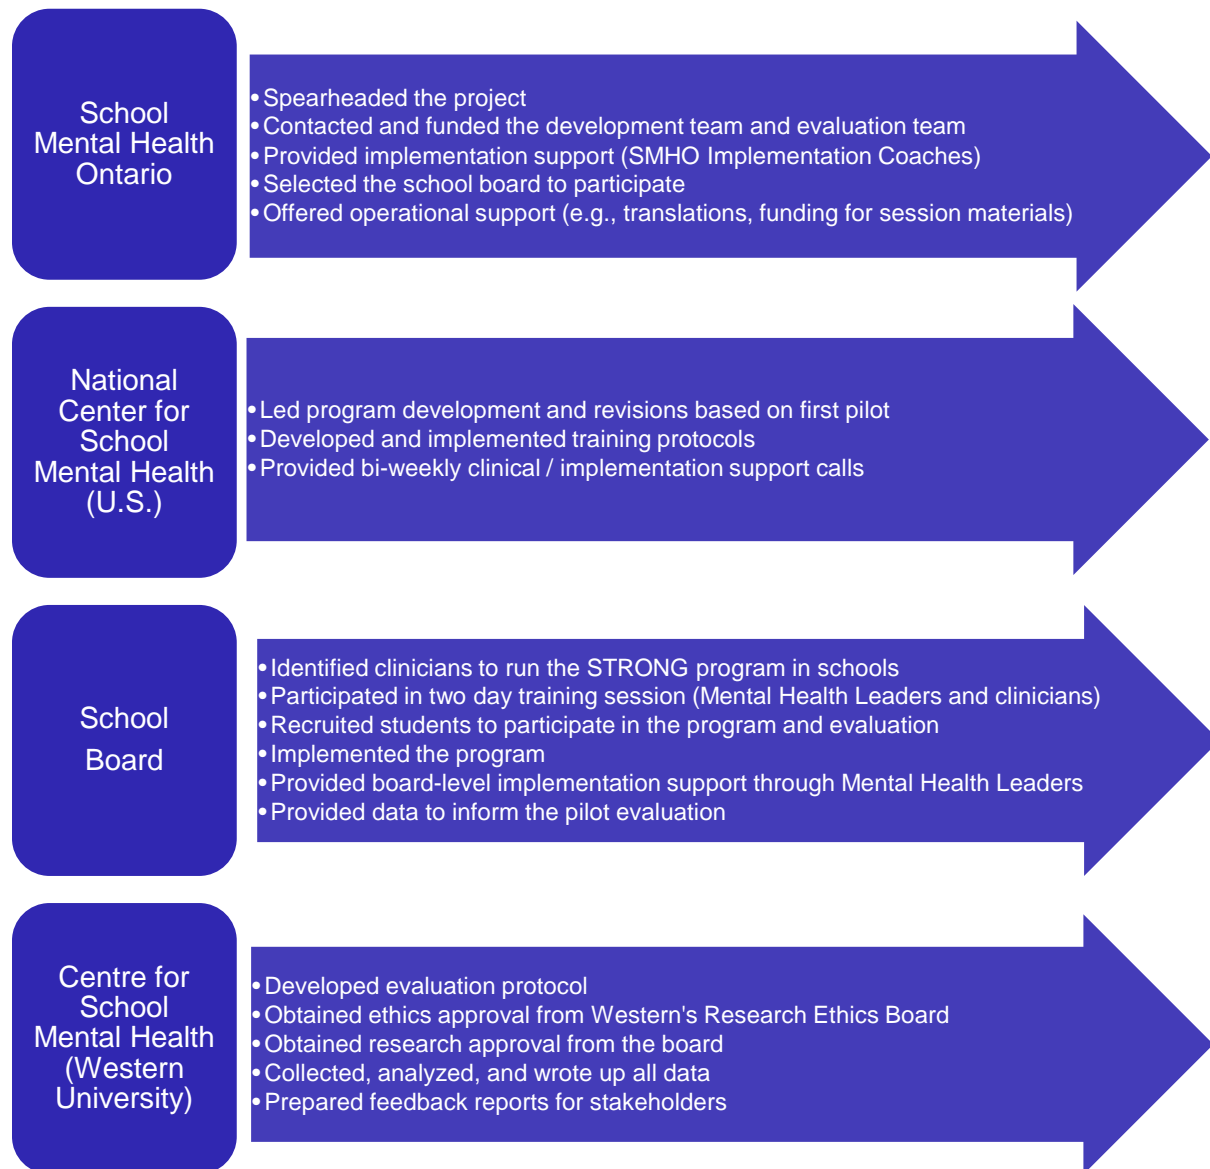 School
Mental Health
Ontario
•Spearheaded the project
•Contacted and funded the development team and evaluation team
•Provided implementation support (SMHO Implementation Coaches)
•Selected the school board to participate
•Offered operational support (e.g., translations, funding for session materials)
National
Center for
School
Mental Health
(U.S.)
•Led program development and revisions based on first pilot
•Developed and implemented training protocols
•Provided bi-weekly clinical / implementation support calls
School
Board
•Identified clinicians to run the STRONG program in schools
•Participated in two day training session (Mental Health Leaders and clinicians)
•Recruited students to participate in the program and evaluation
•Implemented the program
•Provided board-level implementation support through Mental Health Leaders
•Provided data to inform the pilot evaluation
Centre for
School
Mental Health
(Western
University)
•Developed evaluation protocol
•Obtained ethics approval from Western's Research Ethics Board
•Obtained research approval from the board
•Collected, analyzed, and wrote up all data
•Prepared feedback reports for stakeholders